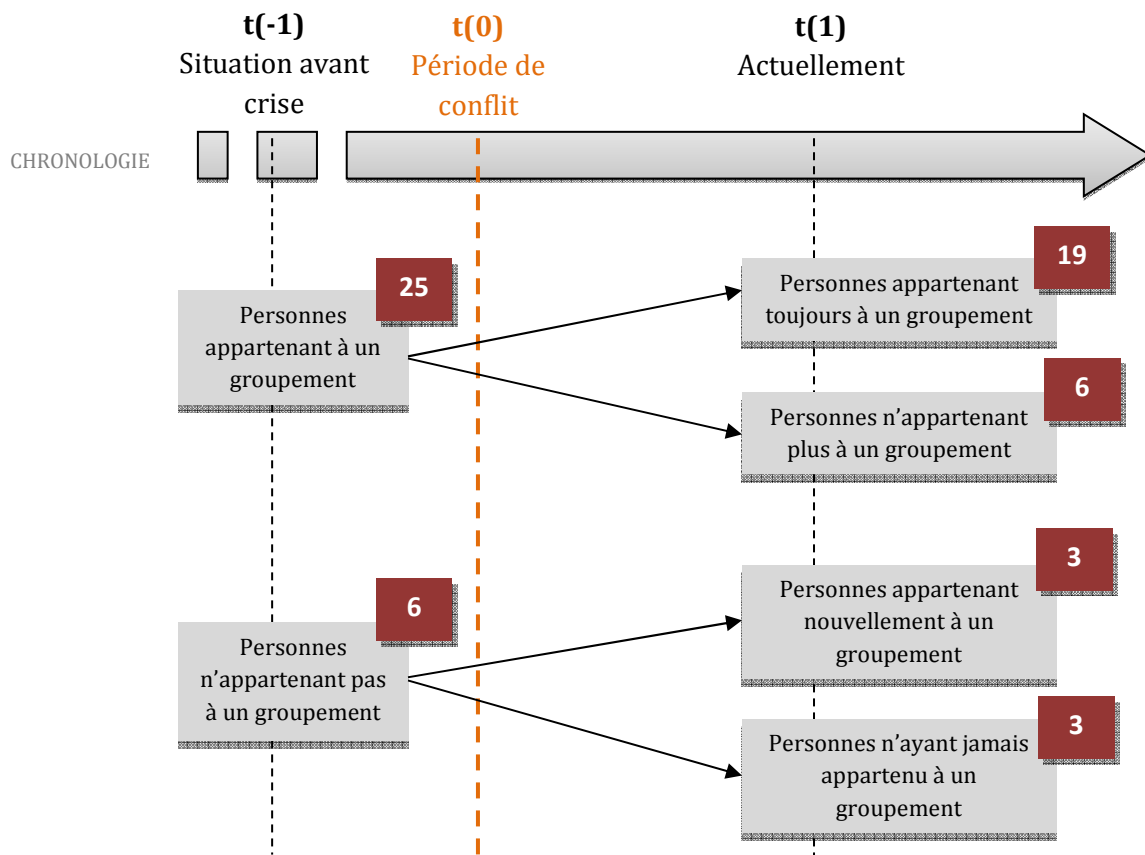 t(-1)
Situation avant
crise
t(0)
Période de
conflit
t(1)
Actuellement
CHRONOLOGIE
25
Personnes
appartenant à un
groupement
19
Personnes appartenant
toujours à un groupement
6
Personnes n’appartenant
plus à un groupement
6
Personnes
n’appartenant pas
à un groupement
3
Personnes appartenant
nouvellement à un
groupement
3
Personnes n’ayant jamais
appartenu à un
groupement